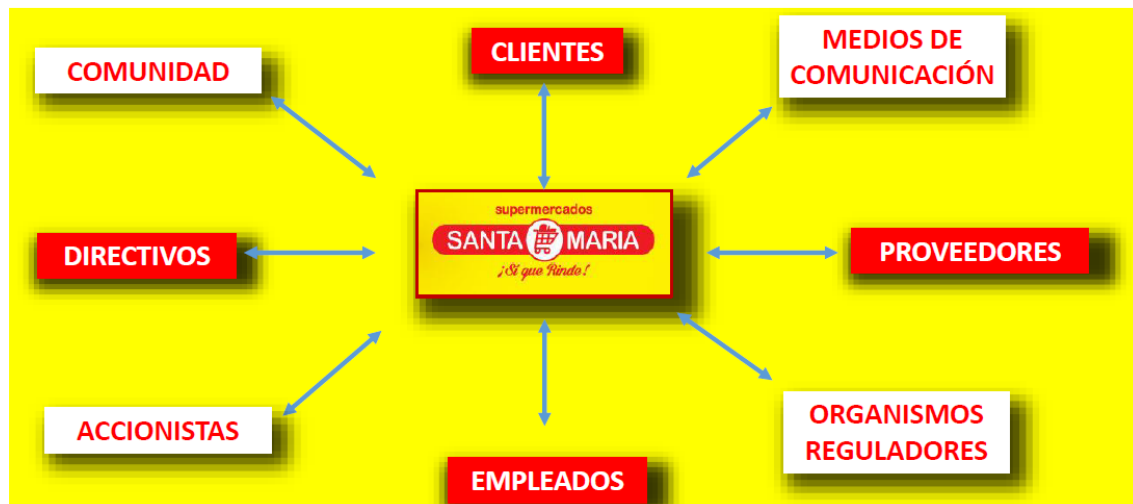 COMUNIDAD
CLIENTES
MEDIOS DE
COMUNICACIÓN
DIRECTIVOS
supermercados
SANTA MARIA
¡Sí que Rinde!
PROVEEDORES
ACCIONISTAS
EMPLEADOS
ORGANISMOS
REGULADORES